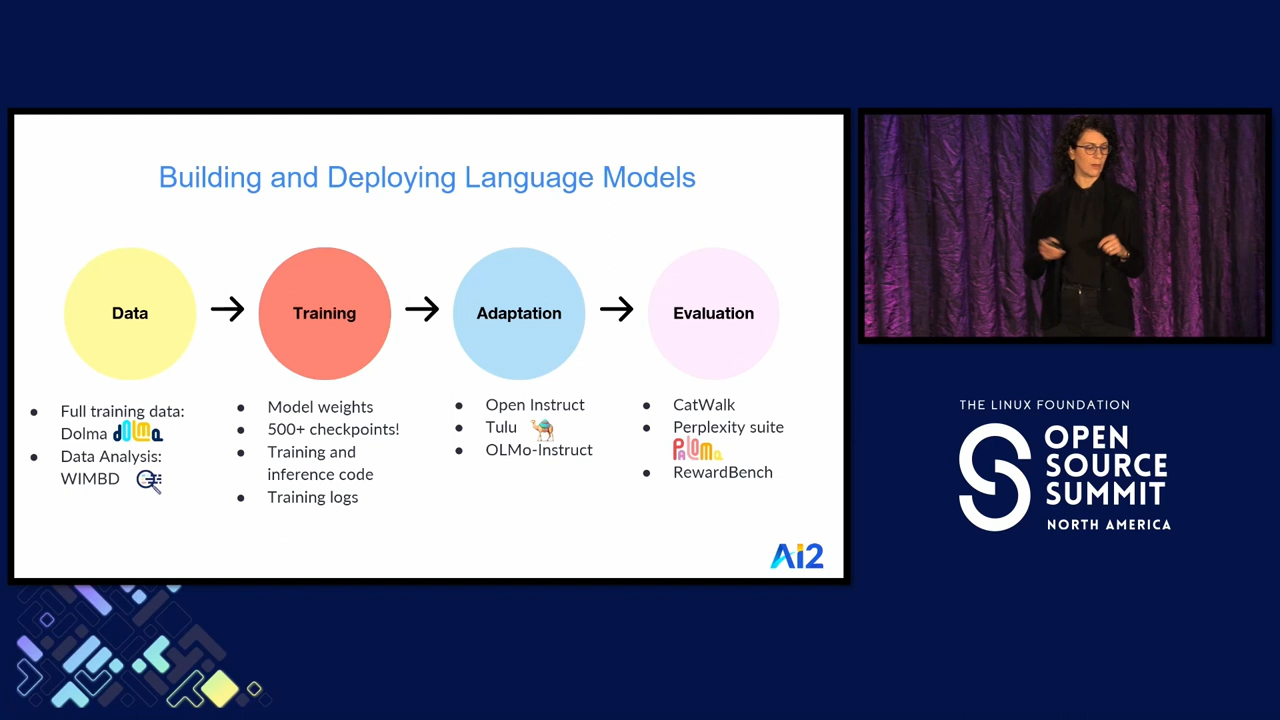 Building and Deploying Language Models
Data
Training
Adaptation
Evaluation
Full training data:
Dolma dolma
Data Analysis:
WIMBD
Model weights
500+ checkpoints!
Training and
inference code
Training logs
Open Instruct
Tulu
OLMo-Instruct
CatWalk
Perplexity suite
PaLoMa
RewardBench
Ai2
THE LINUX FOUNDATION
OPEN
SOURCE
SUMMIT
NORTH AMERICA